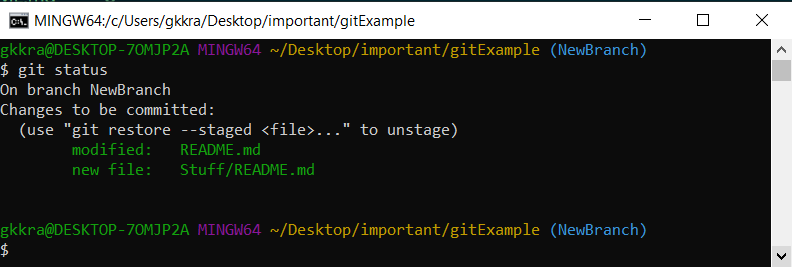 MINGW64:/c/Users/gkkra/Desktop/important/gitExample
gkkra@DESKTOP-7OMJP2A MINGW64 ~/Desktop/important/gitExample (NewBranch)
$ git status
On branch NewBranch
Changes to be committed:
  (use "git restore --staged <file>..." to unstage)
        modified:   README.md
        new file:   Stuff/README.md
gkkra@DESKTOP-7OMJP2A MINGW64 ~/Desktop/important/gitExample (NewBranch)
$